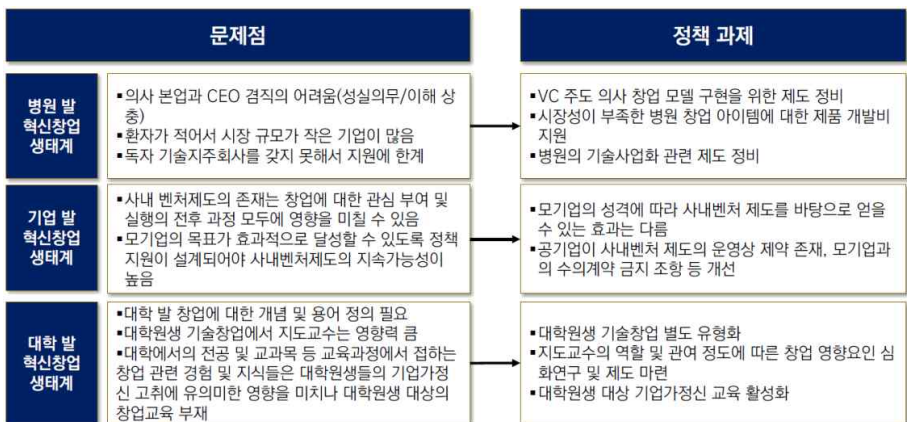 문제점
정책 과제
병원 발
혁신창업
생태계
▪의사 본업과 CEO 겸직의 어려움(성실의무/이해 상
충)
▪환자가 적어서 시장 규모가 작은 기업이 많음
▪독자 기술지주회사를 갖지 못해서 지원에 한계
▪VC 주도 의사 창업 모델 구현을 위한 제도 정비
▪시장성이 부족한 병원 창업 아이템에 대한 제품 개발비
지원
▪병원의 기술사업화 관련 제도 정비
기업 발
혁신창업
생태계
▪사내 벤처제도의 존재는 창업에 대한 관심 부여 및
실행의 전후 과정 모두에 영향을 미칠 수 있음
▪모기업의 목표가 효과적으로 달성할 수 있도록 정책
지원이 설계되어야 사내벤처제도의 지속가능성이
높음
▪모기업의 성격에 따라 사내벤처 제도를 바탕으로 얻을
수 있는 효과는 다름
▪공기업이 사내벤처 제도의 운영상 제약 존재, 모기업과
의 수의계약 금지 조항 등 개선
대학 발
혁신창업
생태계
▪대학 발 창업에 대한 개념 및 용어 정의 필요
▪대학원생 기술창업에서 지도교수는 영향력 큼
▪대학에서의 전공 및 교과목 등 교육과정에서 접하는
창업 관련 경험 및 지식들은 대학원생들의 기업가정
신 고취에 유의미한 영향을 미치나 대학원생 대상의
창업교육 부재
▪대학원생 기술창업 별도 유형화
▪지도교수의 역할 및 관여 정도에 따른 창업 영향요인 심
화연구 및 제도 마련
▪대학원생 대상 기업가정신 교육 활성화